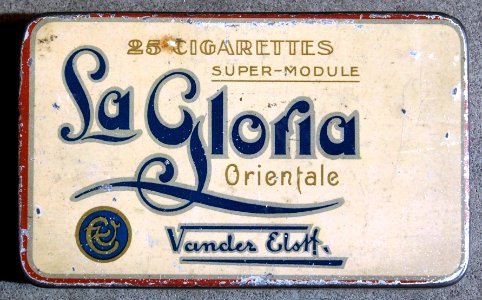 25 CIGARETTES
SUPER-MODULE
La Gloria
Orientale
Vander Elst.